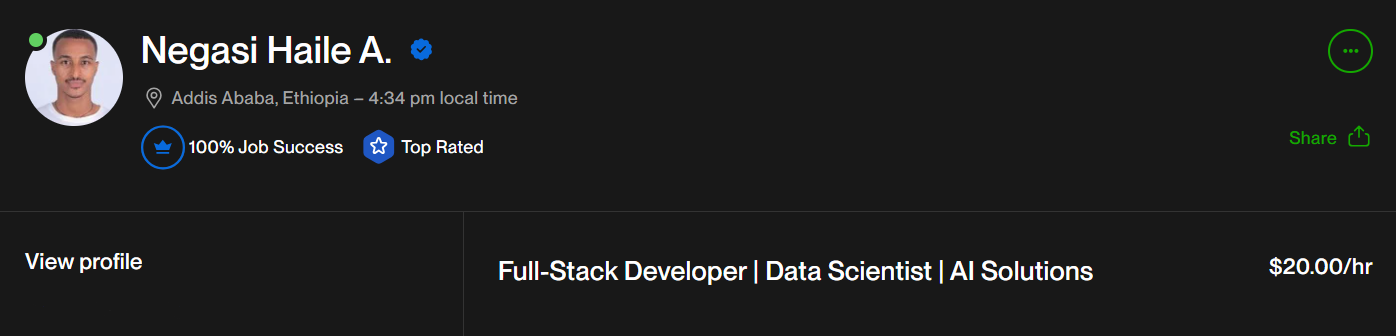 Negasi Haile A.
Addis Ababa, Ethiopia – 4:34 pm local time
100% Job Success Top Rated
Share
View profile
Full-Stack Developer | Data Scientist | AI Solutions
$20.00/hr